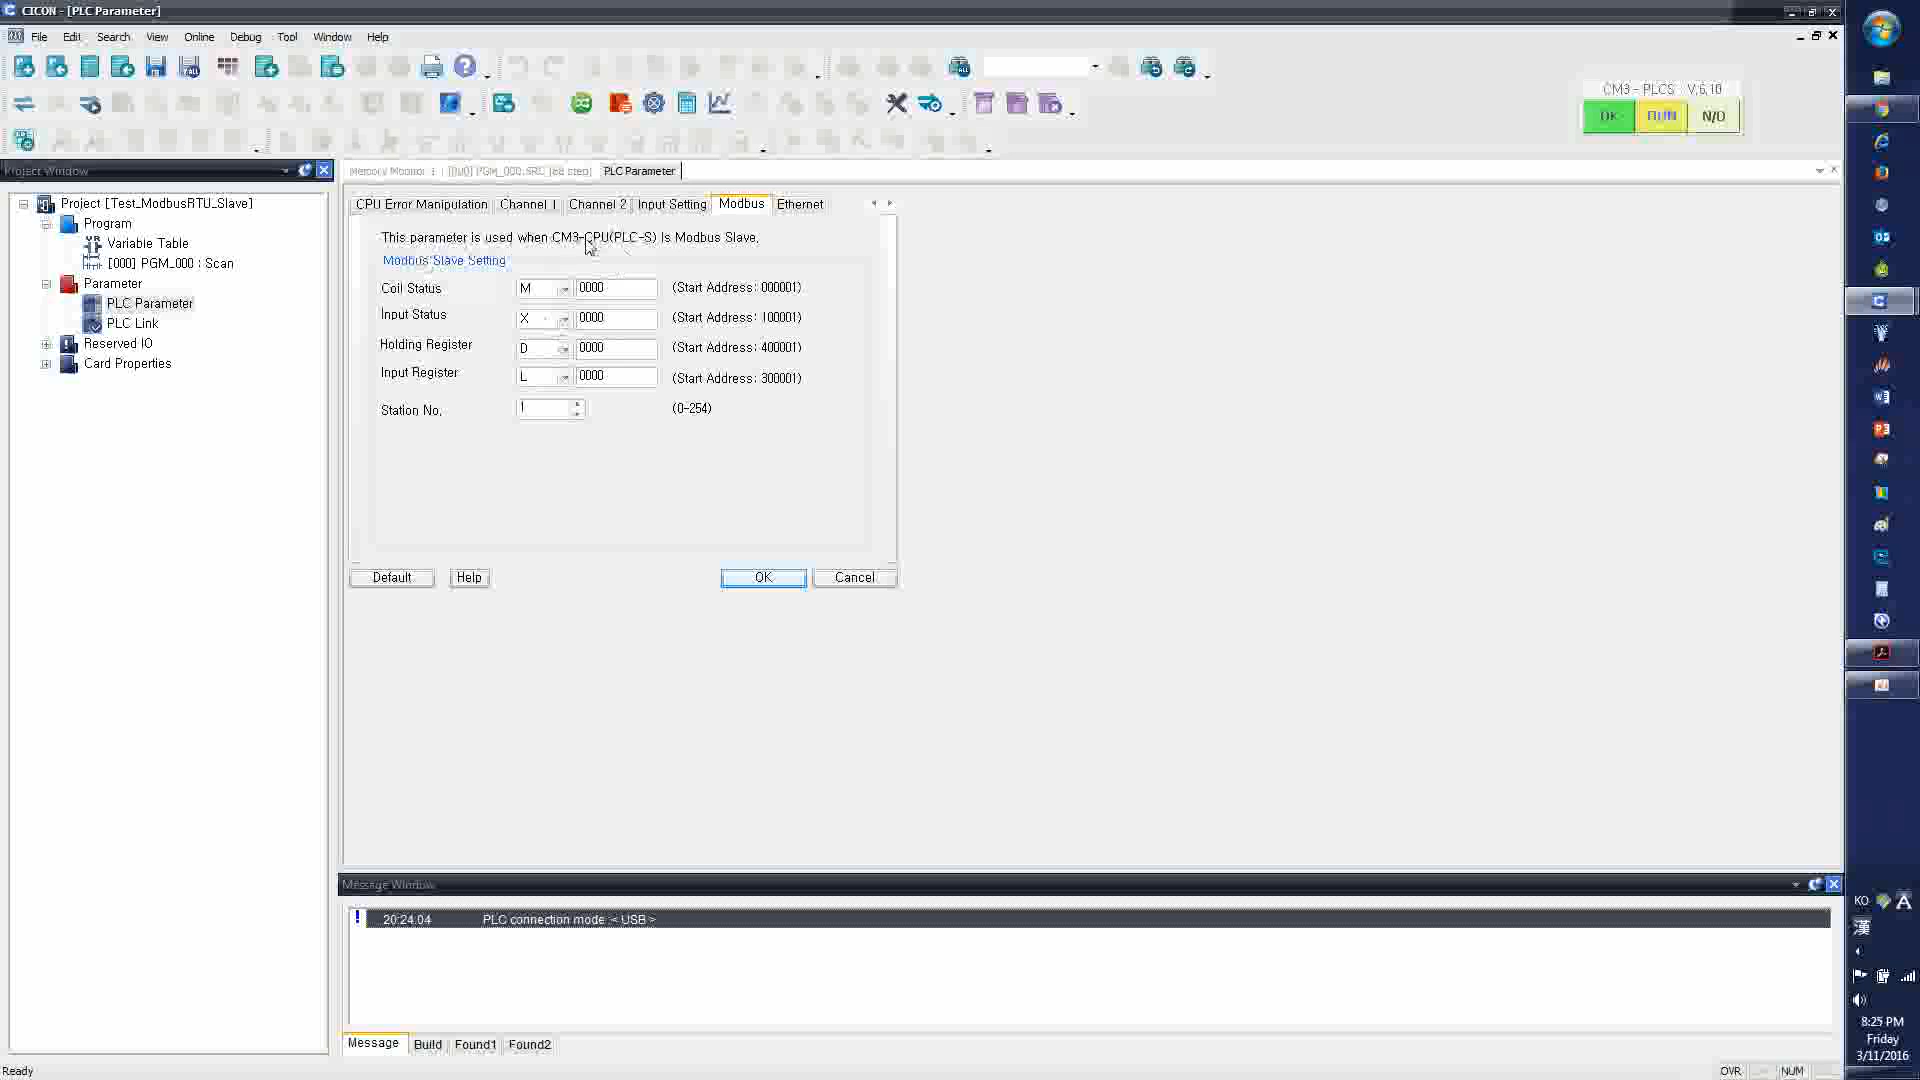 CICON - [PLC Parameter]
File Edit Search View Online Debug Tool Window Help
CM3 - PLCS V,6,10
OK RUN N/O
Project Window
Project [Test_ModbusRTU_Slave]
Program
Variable Table
[000] PGM_000 : Scan
Parameter
PLC Parameter
PLC Link
Reserved IO
Card Properties
PLC Parameter
CPU Error Manipulation Channel 1 Channel 2 Input Setting Modbus Ethernet
This parameter is used when CM3-CPU(PLC-S) Is Modbus Slave,
Modbus Slave Setting
Coil Status M 0000 (Start Address: 000001)
Input Status X 0000 (Start Address: 100001)
Holding Register D 0000 (Start Address: 400001)
Input Register L 0000 (Start Address: 300001)
Station No, 1 (0-254)
Default Help OK Cancel
Message Window
! 20:24:04 PLC connection mode :< USB >
Message Build Found1 Found2
Ready
OVR NUM
KO
A
漢
8:25 PM
Friday
3/11/2016